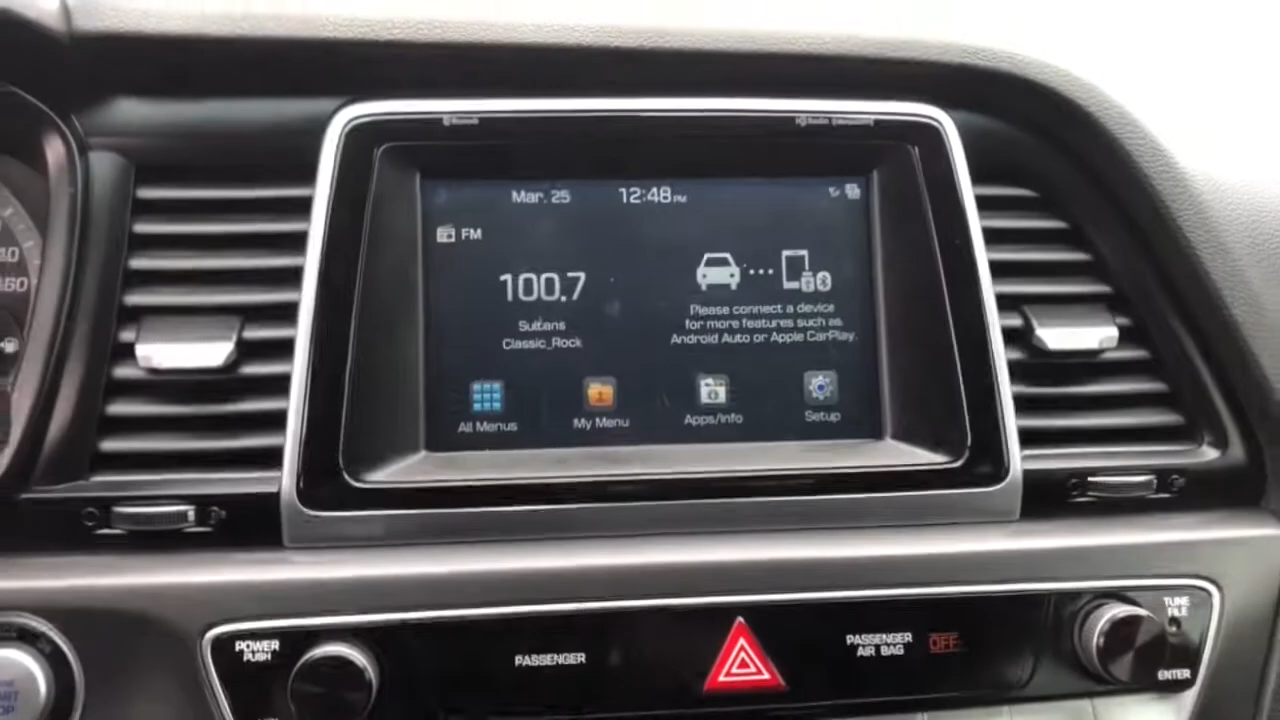 Mar. 25
12:48 PM
FM
100.7
Sultans
Classic_Rock
Please connect a device
for more features such as
Android Auto or Apple CarPlay.
All Menus
My Menu
Apps/Info
Setup
POWER
PUSH
PASSENGER
PASSENGER
AIR BAG
OFF
TUNE
FILE
ENTER